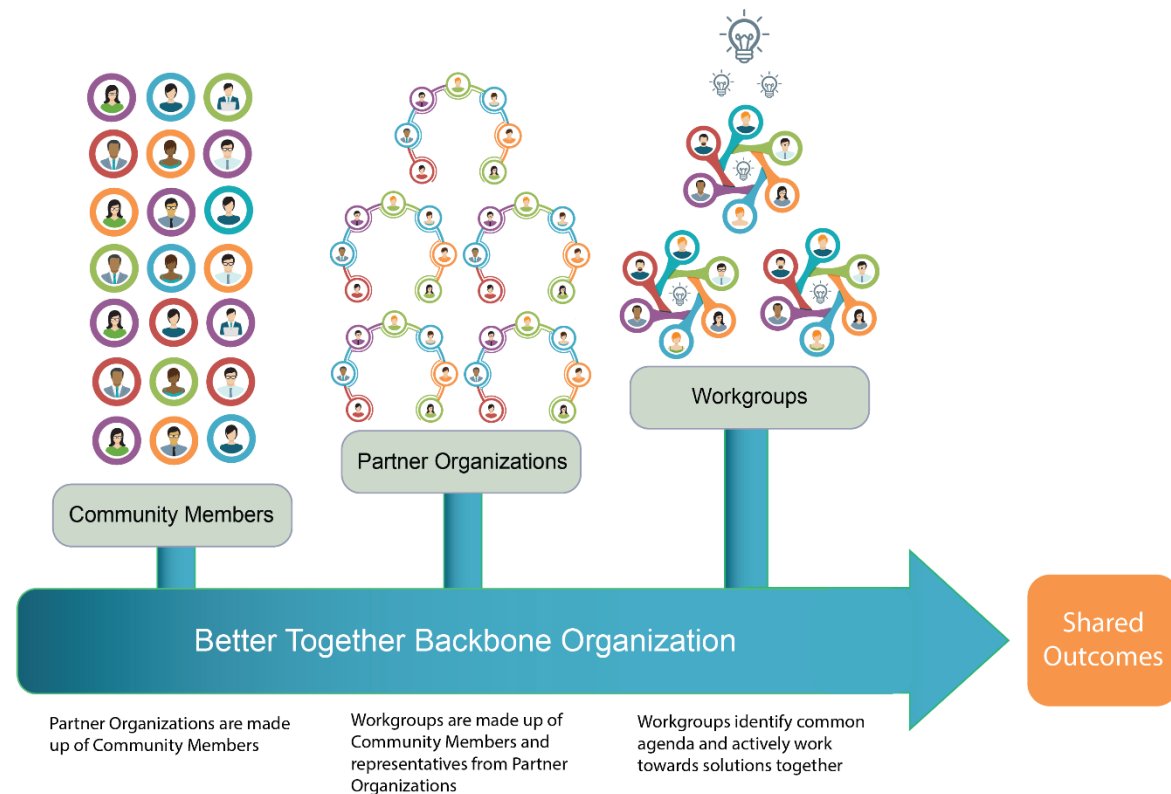 Community Members
Partner Organizations
Workgroups
Better Together Backbone Organization
Shared
Outcomes
Partner Organizations are made
up of Community Members
Workgroups are made up of
Community Members and
representatives from Partner
Organizations
Workgroups identify common
agenda and actively work
towards solutions together